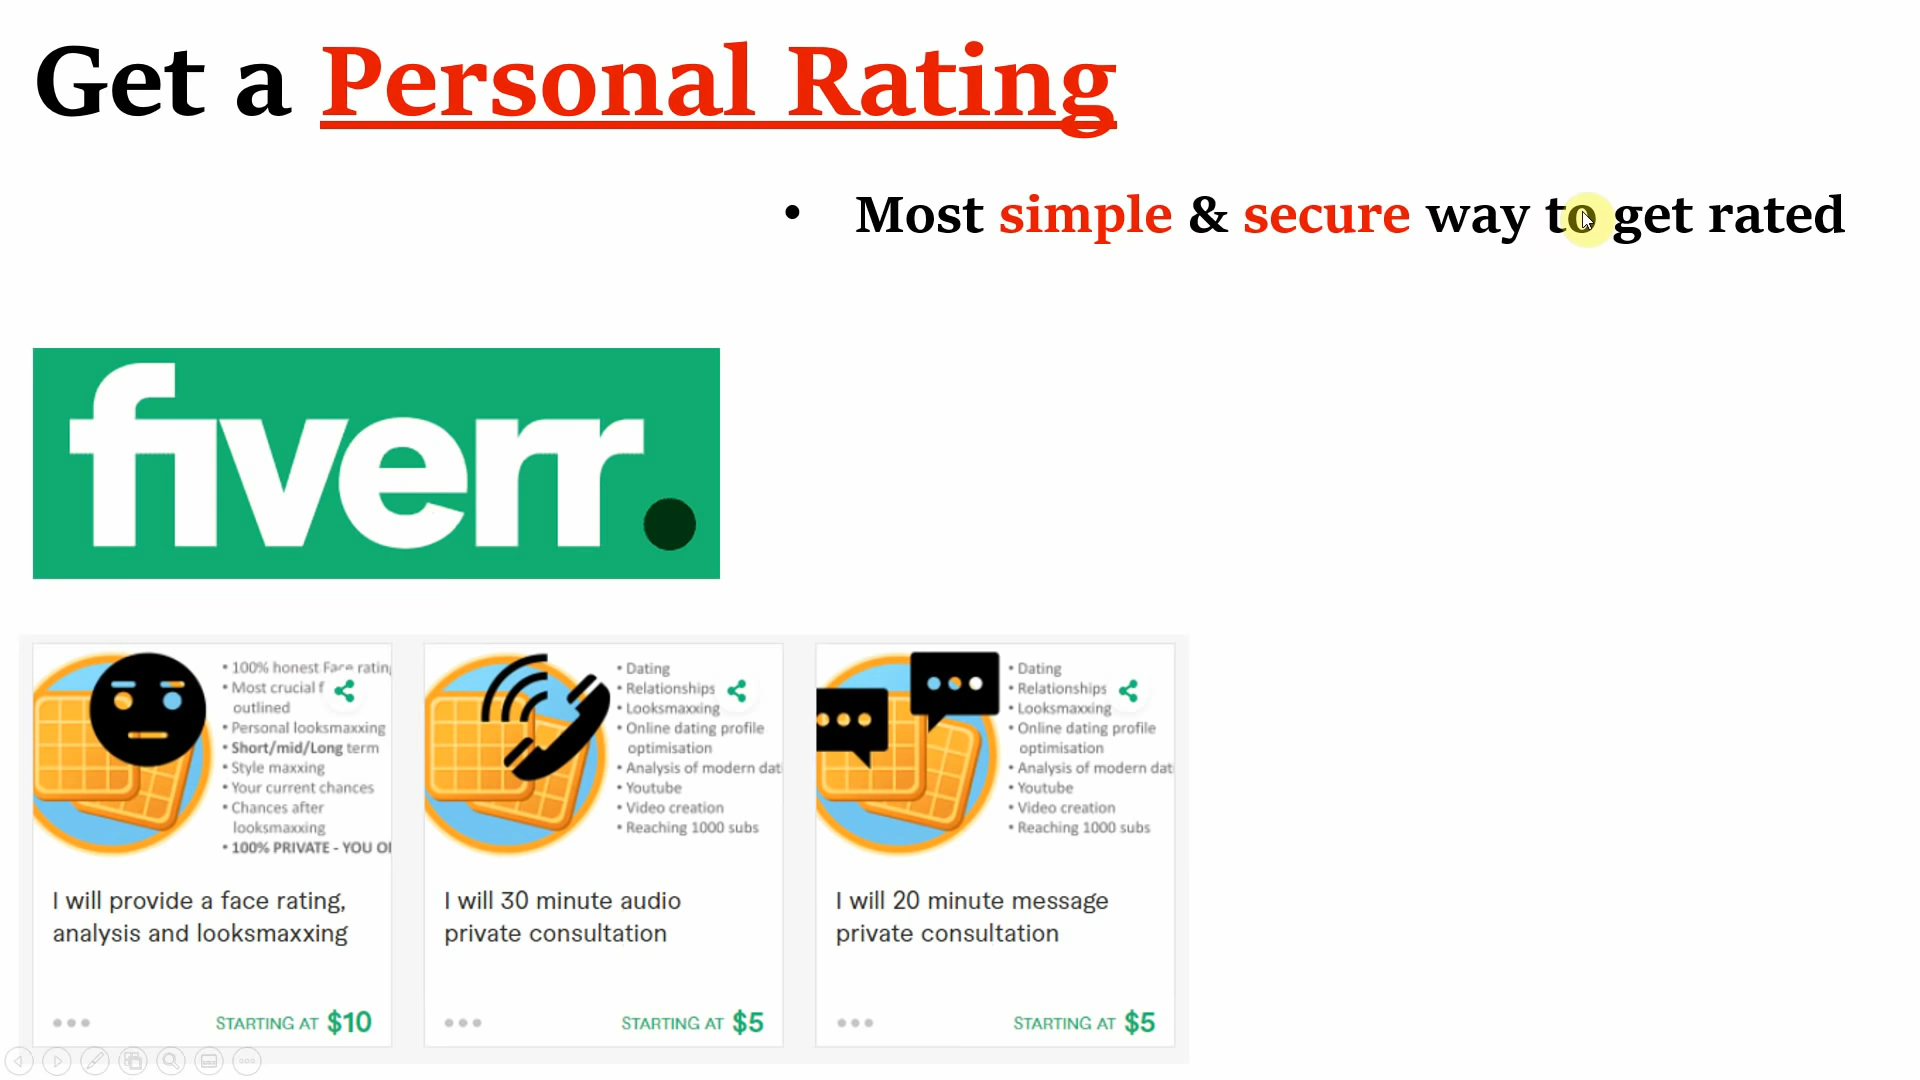 Get a Personal Rating
• Most simple & secure way to get rated
fiverr.
• 100% honest Face rating
• Most crucial
outlined
• Personal looksmaxxing
• Short/mid/Long term
• Style maxxing
• Your current chances
• Chances after
looksmaxxing
• 100% PRIVATE - YOU
I will provide a face rating,
analysis and looksmaxxing
STARTING AT $10
• Dating
• Relationships
• Looksmaxxing
• Online dating profile
optimisation
• Analysis of modern
• Youtube
• Video creation
• Reaching 1000 subs
I will 30 minute audio
private consultation
STARTING AT $5
• Dating
• Relationships
• Looksmaxxing
• Online dating profile
optimisation
• Analysis of modern
• Youtube
• Video creation
• Reaching 1000 subs
I will 20 minute message
private consultation
STARTING AT $5